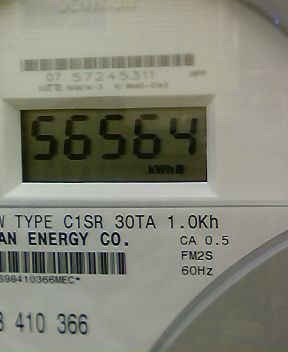 07 57245311
56564
kWh
TYPE C1SR 30TA 1.0Kh
AN ENERGY CO.
CA 0.5
FM2S
60Hz
S98410366MEC*
410 366